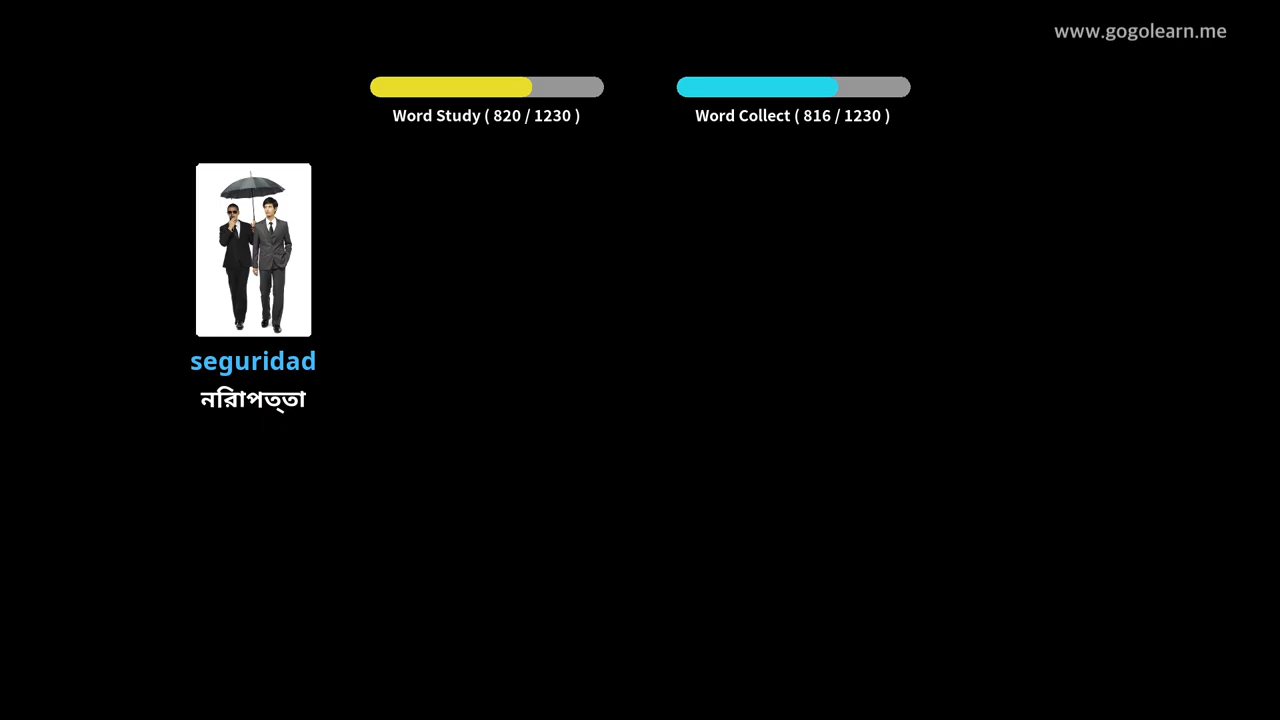 www.gogolearn.me
Word Study ( 820 / 1230 )
Word Collect ( 816 / 1230 )
seguridad
নিরাপত্তা